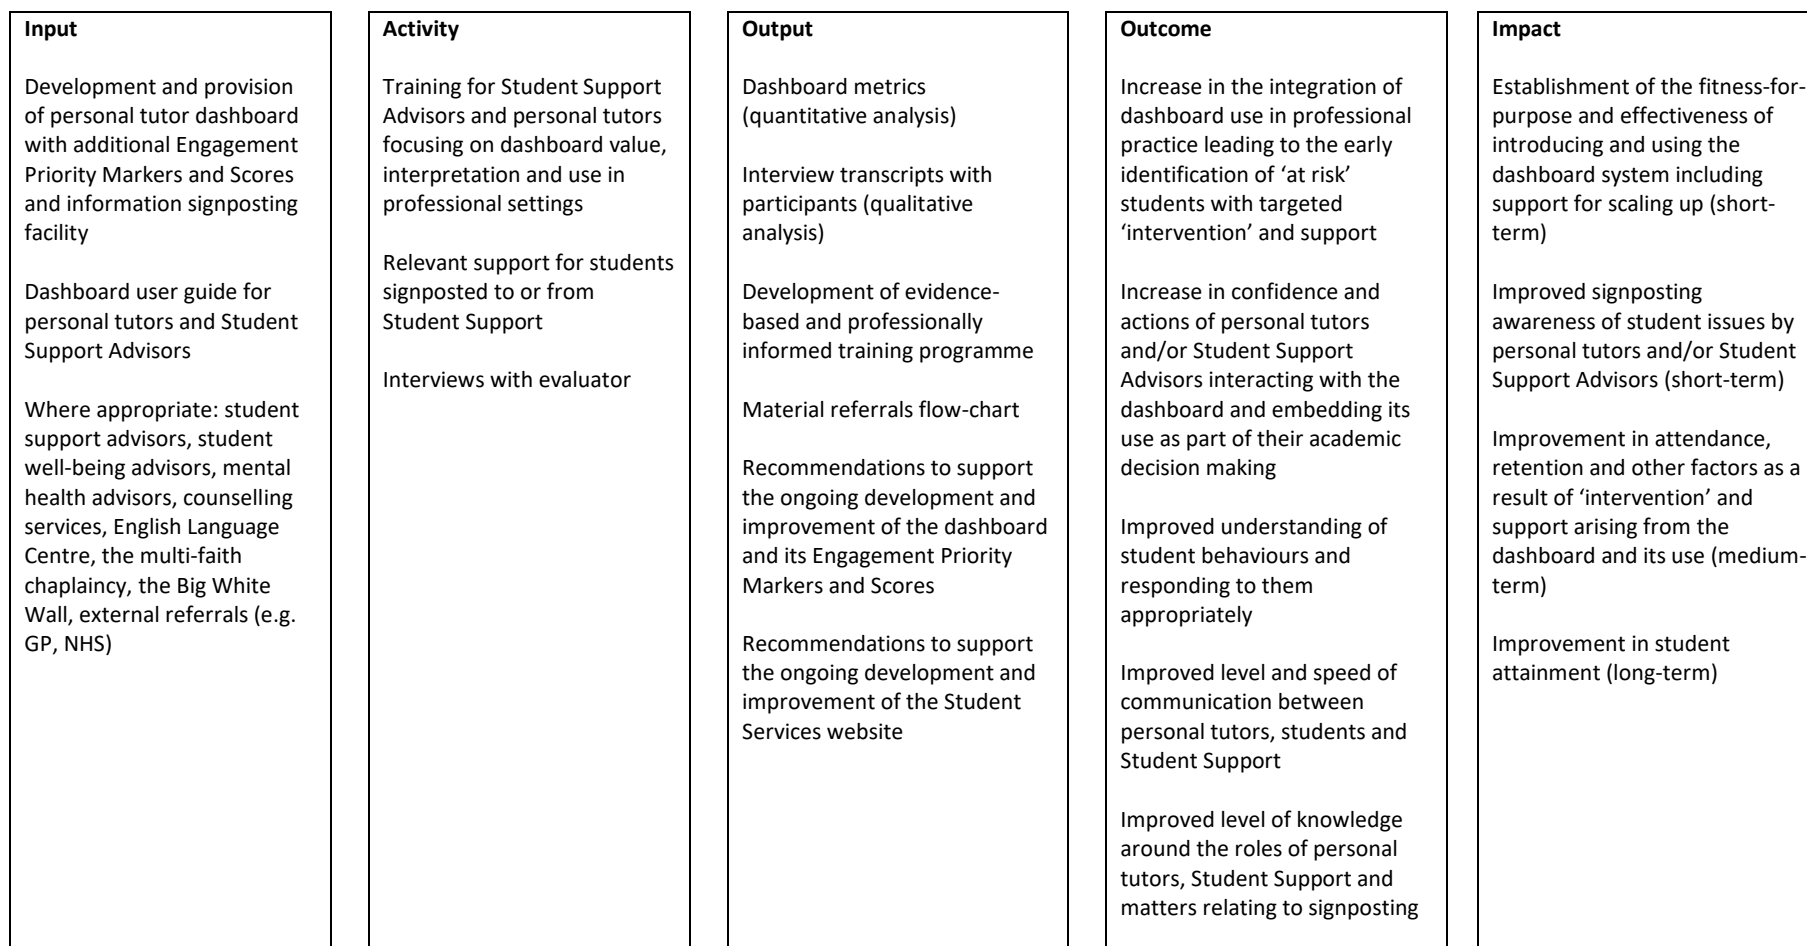 Input
Development and provision
of personal tutor dashboard
with additional Engagement
Priority Markers and Scores
and information signposting
facility
Dashboard user guide for
personal tutors and Student
Support Advisors
Where appropriate: student
support advisors, student
well-being advisors, mental
health advisors, counselling
services, English Language
Centre, the multi-faith
chaplaincy, the Big White
Wall, external referrals (e.g.
GP, NHS)
Activity
Training for Student Support
Advisors and personal tutors
focusing on dashboard value,
interpretation and use in
professional settings
Relevant support for students
signposted to or from
Student Support
Interviews with evaluator
Output
Dashboard metrics
(quantitative analysis)
Interview transcripts with
participants (qualitative
analysis)
Development of evidence-
based and professionally
informed training programme
Material referrals flow-chart
Recommendations to support
the ongoing development and
improvement of the dashboard
and its Engagement Priority
Markers and Scores
Recommendations to support
the ongoing development and
improvement of the Student
Services website
Outcome
Increase in the integration of
dashboard use in professional
practice leading to the early
identification of ‘at risk’
students with targeted
‘intervention’ and support
Increase in confidence and
actions of personal tutors
and/or Student Support
Advisors interacting with the
dashboard and embedding its
use as part of their academic
decision making
Improved understanding of
student behaviours and
responding to them
appropriately
Improved level and speed of
communication between
personal tutors, students and
Student Support
Improved level of knowledge
around the roles of personal
tutors, Student Support and
matters relating to signposting
Impact
Establishment of the fitness-for-
purpose and effectiveness of
introducing and using the
dashboard system including
support for scaling up (short-
term)
Improved signposting
awareness of student issues by
personal tutors and/or Student
Support Advisors (short-term)
Improvement in attendance,
retention and other factors as a
result of ‘intervention’ and
support arising from the
dashboard and its use (medium-
term)
Improvement in student
attainment (long-term)